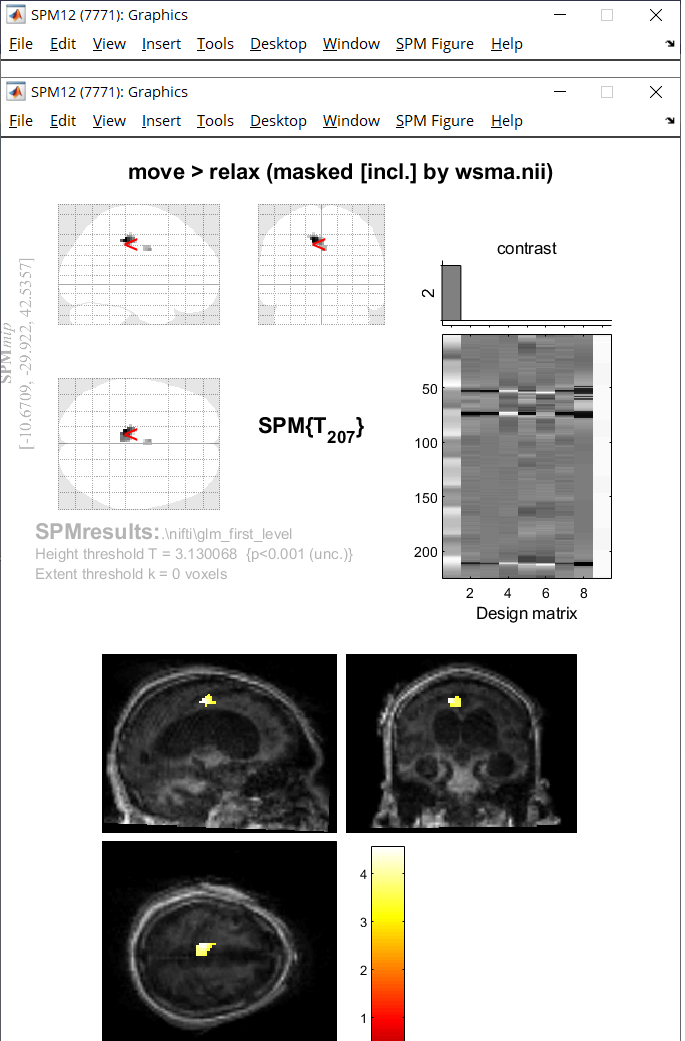 SPM12 (7771): Graphics
File Edit View Insert Tools Desktop Window SPM Figure Help
SPM12 (7771): Graphics
File Edit View Insert Tools Desktop Window SPM Figure Help
move > relax (masked [incl.] by wsma.nii)
SPMmip
[-10.6709, -29.922, 42.5357]
<
<
<
SPM{T207}
contrast
2
50
100
150
200
2 4 6 8
Design matrix
SPMresults: .\nifti\glm_first_level
Height threshold T = 3.130068 {p<0.001 (unc.)}
Extent threshold k = 0 voxels
4
3
2
1